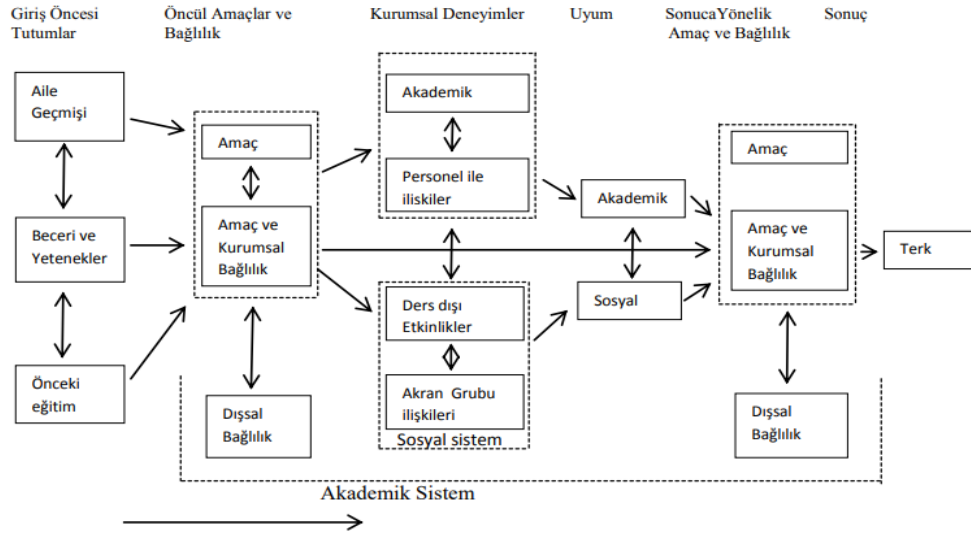 Giriş Öncesi
Tutumlar
Öncül Amaçlar ve
Bağlılık
Kurumsal Deneyimler
Uyum
SonucaYönelik
Amaç ve Bağlılık
Sonuç
Aile
Geçmişi
Beceri ve
Yetenekler
Önceki
eğitim
Amaç
Amaç ve
Kurumsal
Bağlılık
Dışsal
Bağlılık
Akademik
Personel ile
iliskiler
Ders dışı
Etkinlikler
Akran Grubu
ilişkileri
Sosyal sistem
Akademik
Sosyal
Amaç
Amaç ve
Kurumsal
Bağlılık
Dışsal
Bağlılık
Terk
Akademik Sistem